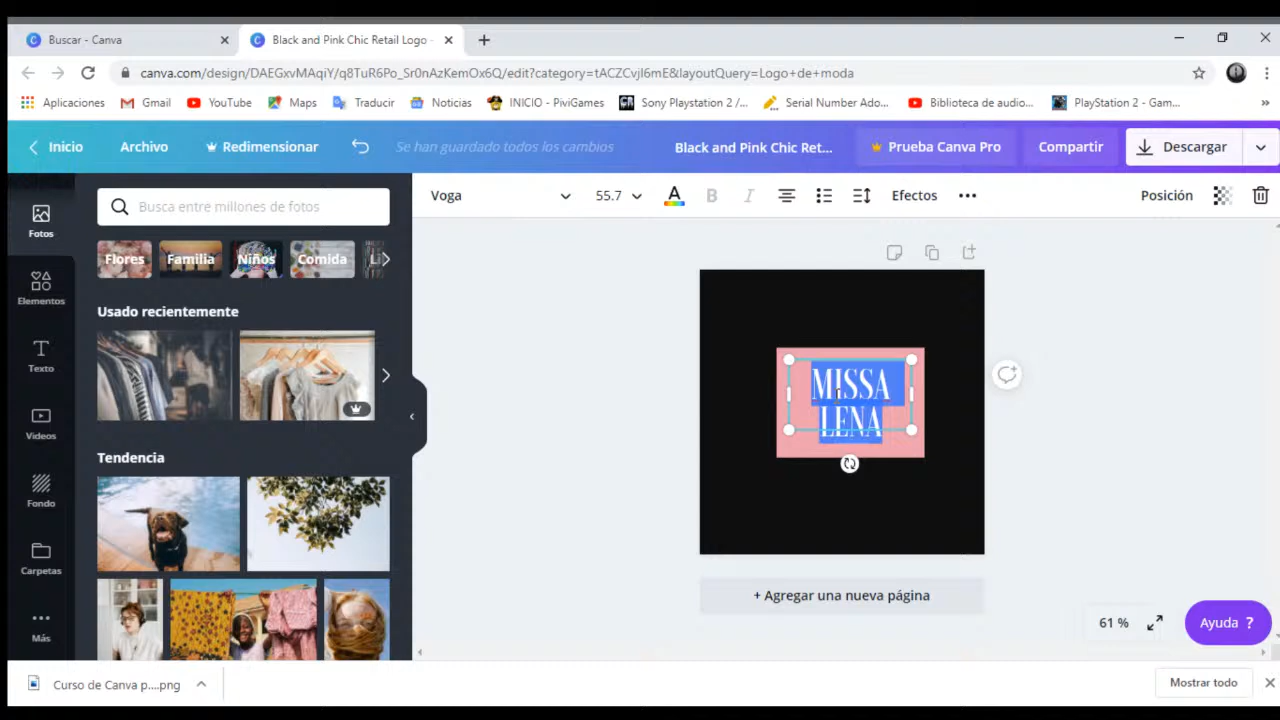 Buscar - Canva
Black and Pink Chic Retail Logo -
canva.com/design/DAEGxvMAqiY/q8TuR6Po_Sr0nAzKemOx6Q/edit?category=tACZCvjI6mE&layoutQuery=Logo+de+moda
Aplicaciones
Gmail
YouTube
Maps
Traducir
Noticias
INICIO - PiviGames
Sony Playstation 2 /...
Serial Number Ado...
Biblioteca de audio...
PlayStation 2 - Gam...
Inicio
Archivo
Redimensionar
Se han guardado todos los cambios
Black and Pink Chic Ret...
Prueba Canva Pro
Compartir
Descargar
Voga
55.7
A
B
I
Efectos
Posición
Fotos
Elementos
Texto
Videos
Fondo
Carpetas
Más
Busca entre millones de fotos
Flores
Familia
Niños
Comida
Li
Usado recientemente
Tendencia
MISSA
LENA
+ Agregar una nueva página
61 %
Ayuda ?
Curso de Canva p....png
Mostrar todo